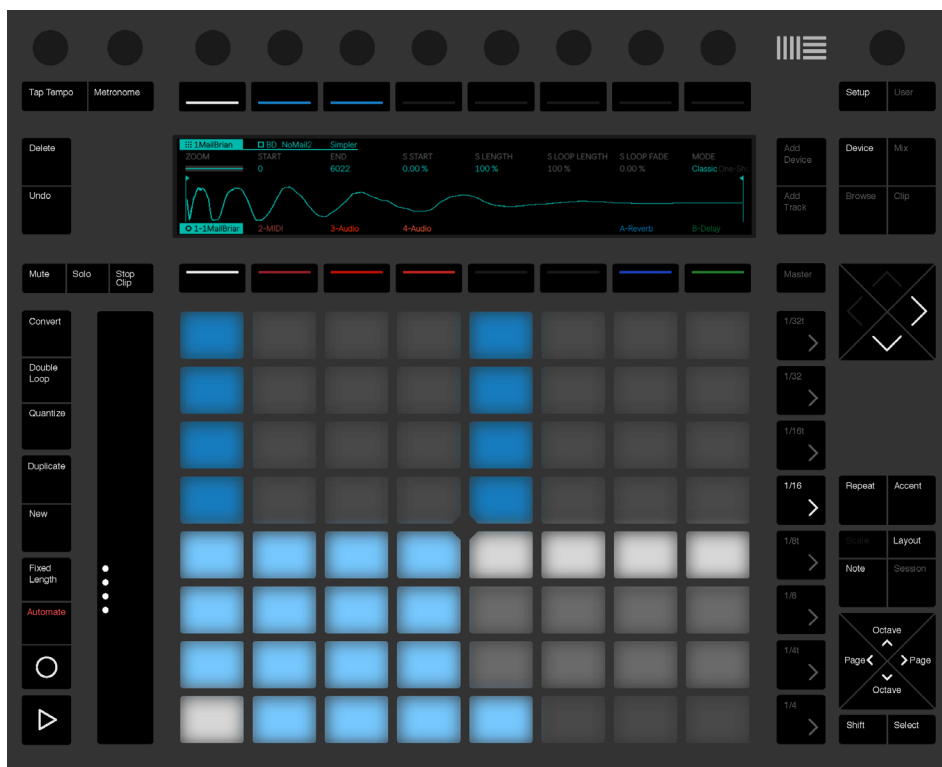 Tap Tempo
Metronome
Setup
User
Delete
Undo
1MailBrian
BD_NoMail2
Simpler
ZOOM
START
END
S START
S LENGTH
S LOOP LENGTH
S LOOP FADE
MODE
0
6022
0.00 %
100 %
100 %
0.00 %
Classic One-Sh
1-1MailBriar
2-MIDI
3-Audio
4-Audio
A-Reverb
B-Delay
Add
Device
Add
Track
Device
Mix
Browse
Clip
Mute
Solo
Stop
Clip
Master
Convert
Double
Loop
Quantize
Duplicate
New
Fixed
Length
Automate
1/32t
1/32
1/16t
1/16
1/8t
1/8
1/4t
1/4
Repeat
Accent
Scale
Layout
Note
Session
Octave
Page
Page
Octave
Shift
Select